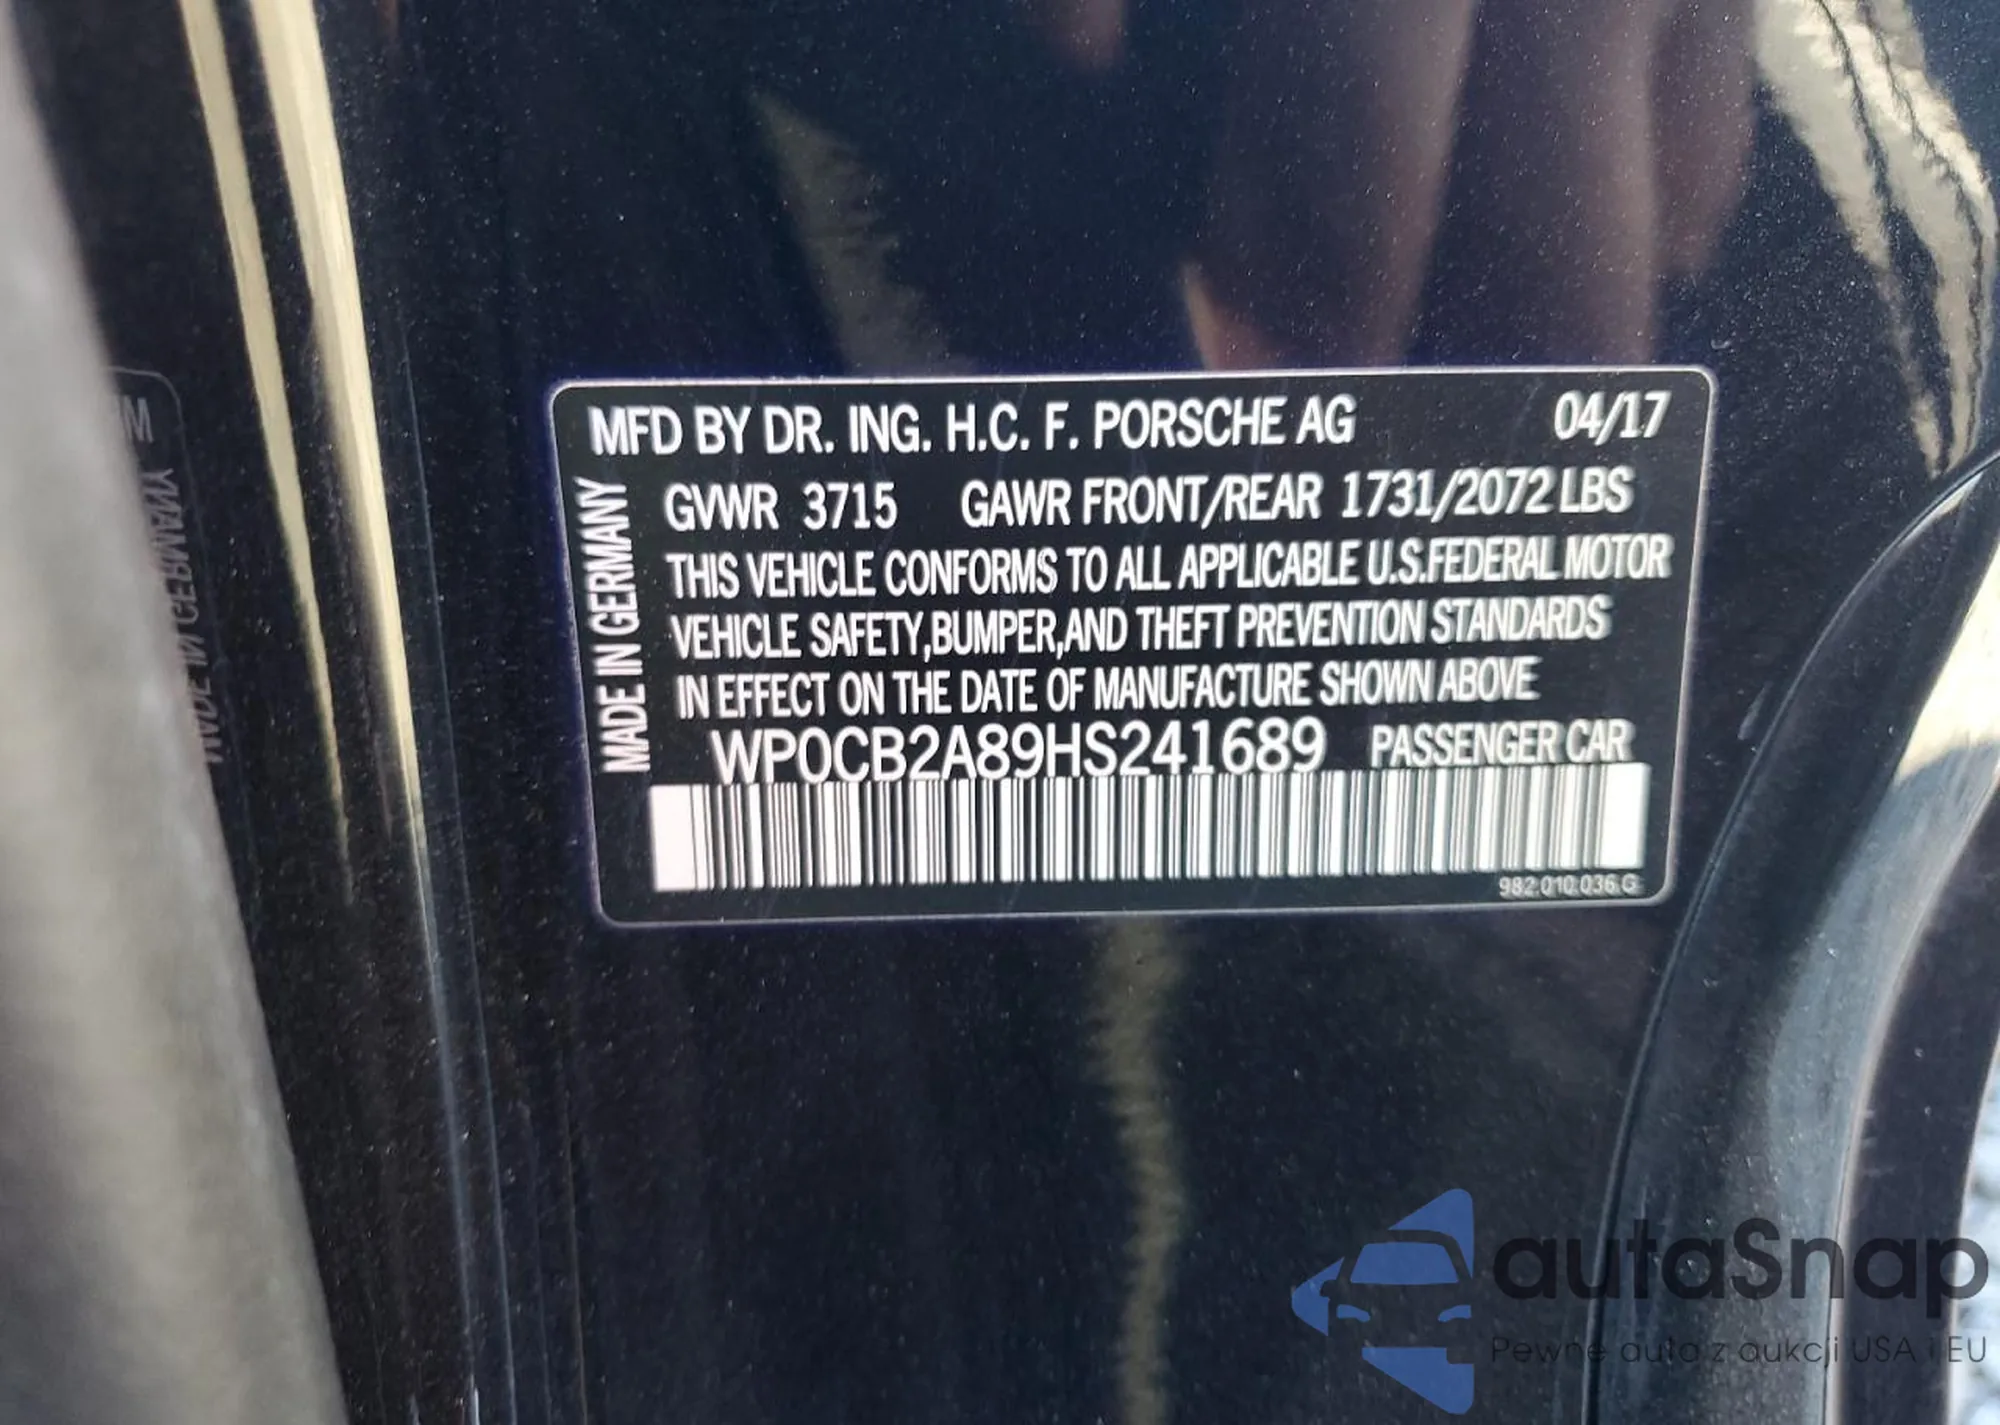 MFD BY DR. ING. H.C. F. PORSCHE AG 04/17
GVWR 3715 GAWR FRONT/REAR 1731/2072 LBS
THIS VEHICLE CONFORMS TO ALL APPLICABLE U.S.FEDERAL MOTOR
VEHICLE SAFETY,BUMPER,AND THEFT PREVENTION STANDARDS
IN EFFECT ON THE DATE OF MANUFACTURE SHOWN ABOVE
WP0CB2A89HS241689 PASSENGER CAR
MADE IN GERMANY
982.010.036.G
autaSnap
Pewne auta z aukcji USA i EU